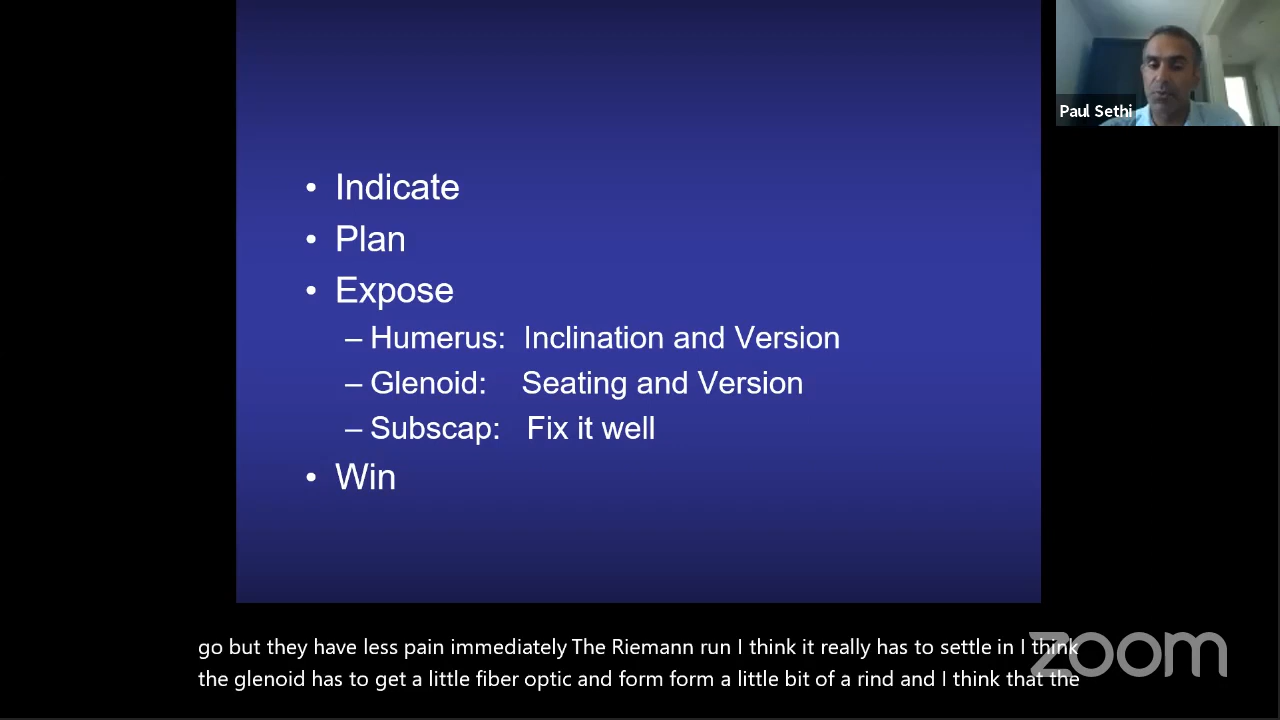 • Indicate
• Plan
• Expose
– Humerus: Inclination and Version
– Glenoid: Seating and Version
– Subscap: Fix it well
• Win
Paul Sethi
go but they have less pain immediately The Riemann run I think it really has to settle in I think
the glenoid has to get a little fiber optic and form form a little bit of a rind and I think that the
zoom